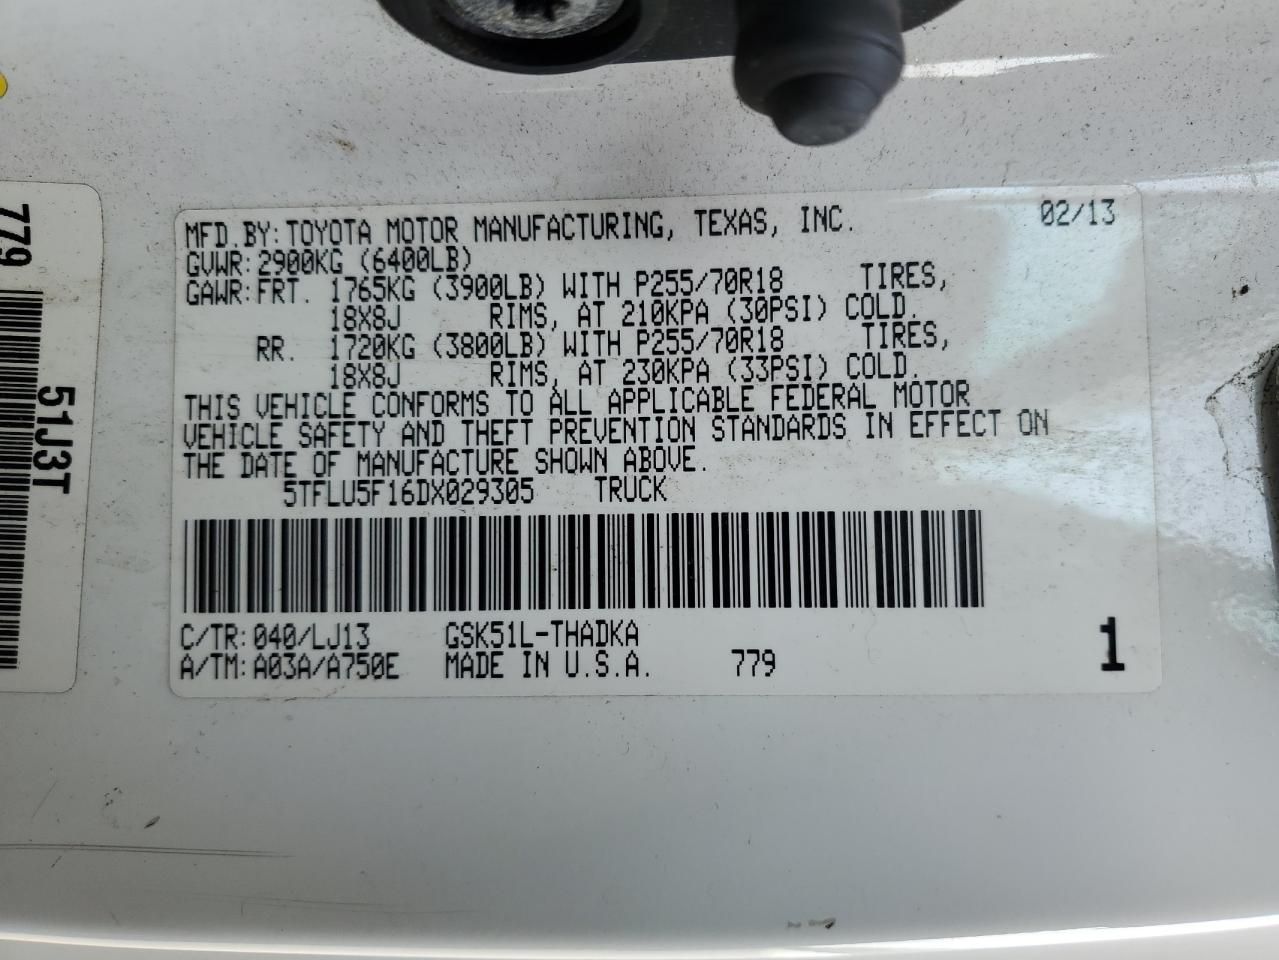 MFD.BY:TOYOTA MOTOR MANUFACTURING, TEXAS, INC. 02/13
GVWR:2900KG (6400LB)
GAWR:FRT. 1765KG (3900LB) WITH P255/70R18 TIRES,
18X8J RIMS, AT 210KPA (30PSI) COLD.
RR. 1720KG (3800LB) WITH P255/70R18 TIRES,
18X8J RIMS, AT 230KPA (33PSI) COLD.
THIS VEHICLE CONFORMS TO ALL APPLICABLE FEDERAL MOTOR
VEHICLE SAFETY AND THEFT PREVENTION STANDARDS IN EFFECT ON
THE DATE OF MANUFACTURE SHOWN ABOVE.
5TFLU5F16DX029305 TRUCK
C/TR:040/LJ13 GSK51L-THADKA
A/TM:A03A/A750E MADE IN U.S.A. 779
1
779
51J3T